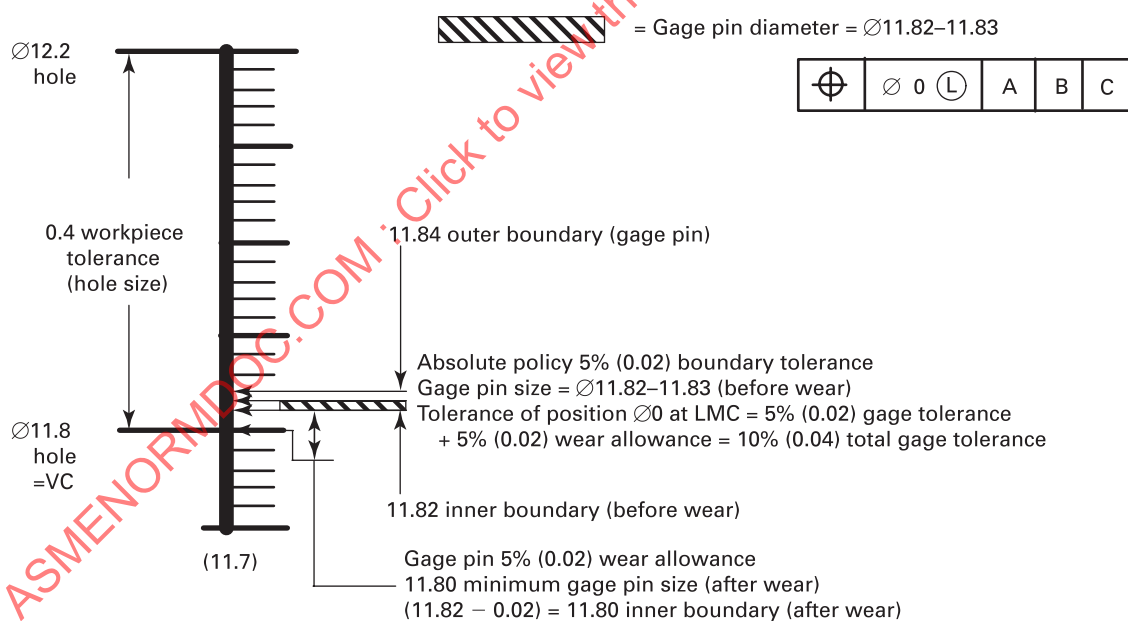 = Gage pin diameter = ∅11.82–11.83
∅ 0 Ⓛ A B C
∅12.2
hole
0.4 workpiece
tolerance
(hole size)
11.84 outer boundary (gage pin)
Absolute policy 5% (0.02) boundary tolerance
Gage pin size = ∅11.82–11.83 (before wear)
Tolerance of position ∅0 at LMC = 5% (0.02) gage tolerance
+ 5% (0.02) wear allowance = 10% (0.04) total gage tolerance
∅11.8
hole
=VC
11.82 inner boundary (before wear)
(11.7)
Gage pin 5% (0.02) wear allowance
11.80 minimum gage pin size (after wear)
(11.82 − 0.02) = 11.80 inner boundary (after wear)
ASMENORMDOC.COM : Click to view th